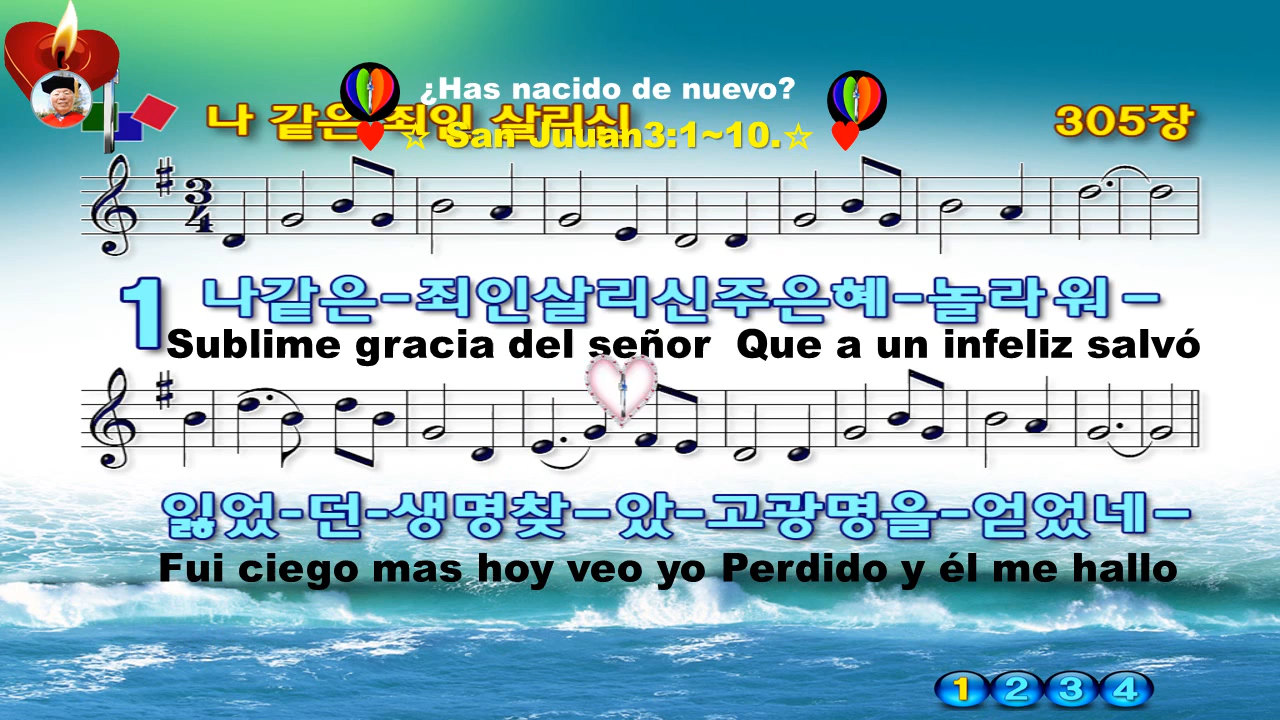 ¿Has nacido de nuevo?
나 같은 죄인 살리신 305장
☆ San Juuan3:1~10.☆
3
4
1 나같은-죄인살리신주은혜-놀라워-
Sublime gracia del señor Que a un infeliz salvó
잃었-던-생명찾-았-고광명을-얻었네-
Fui ciego mas hoy veo yo Perdido y él me hallo
1 2 3 4